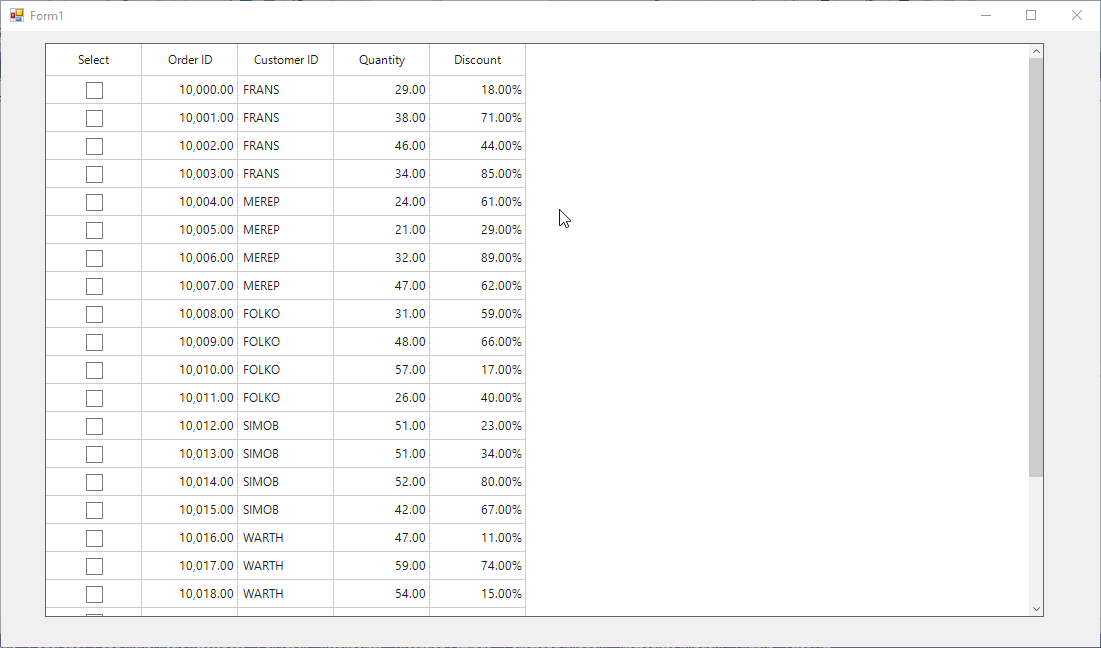 Form1
Select Order ID Customer ID Quantity Discount
10,000.00 FRANS 29.00 18.00%
10,001.00 FRANS 38.00 71.00%
10,002.00 FRANS 46.00 44.00%
10,003.00 FRANS 34.00 85.00%
10,004.00 MEREP 24.00 61.00%
10,005.00 MEREP 21.00 29.00%
10,006.00 MEREP 32.00 89.00%
10,007.00 MEREP 47.00 62.00%
10,008.00 FOLKO 31.00 59.00%
10,009.00 FOLKO 48.00 66.00%
10,010.00 FOLKO 57.00 17.00%
10,011.00 FOLKO 26.00 40.00%
10,012.00 SIMOB 51.00 23.00%
10,013.00 SIMOB 51.00 34.00%
10,014.00 SIMOB 52.00 80.00%
10,015.00 SIMOB 42.00 67.00%
10,016.00 WARTH 47.00 11.00%
10,017.00 WARTH 59.00 74.00%
10,018.00 WARTH 54.00 15.00%